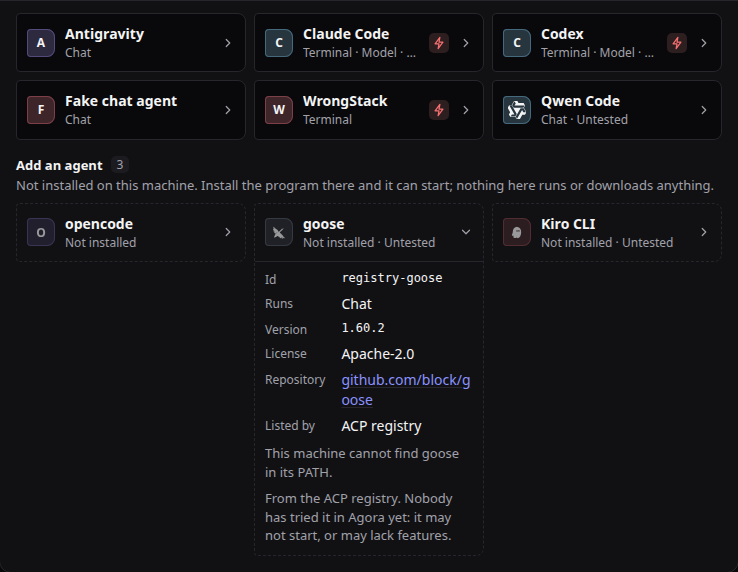 A
Antigravity
Chat
C
Claude Code
Terminal · Model · ...
C
Codex
Terminal · Model · ...
F
Fake chat agent
Chat
W
WrongStack
Terminal
Qwen Code
Chat · Untested
Add an agent 3
Not installed on this machine. Install the program there and it can start; nothing here runs or downloads anything.
O
opencode
Not installed
goose
Not installed · Untested
Kiro CLI
Not installed · Untested
Id registry-goose
Runs Chat
Version 1.60.2
License Apache-2.0
Repository github.com/block/g
oose
Listed by ACP registry
This machine cannot find goose
in its PATH.
From the ACP registry. Nobody
has tried it in Agora yet: it may
not start, or may lack features.